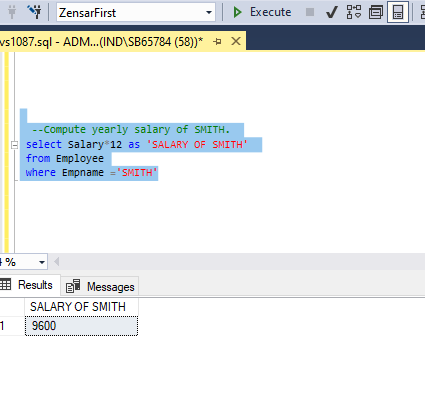 ZensarFirst Execute
vs1087.sql - ADM...(IND\SB65784 (58))*
--Compute yearly salary of SMITH.
select Salary*12 as 'SALARY OF SMITH'
from Employee
where Empname ='SMITH'
%
Results Messages
SALARY OF SMITH
1 9600